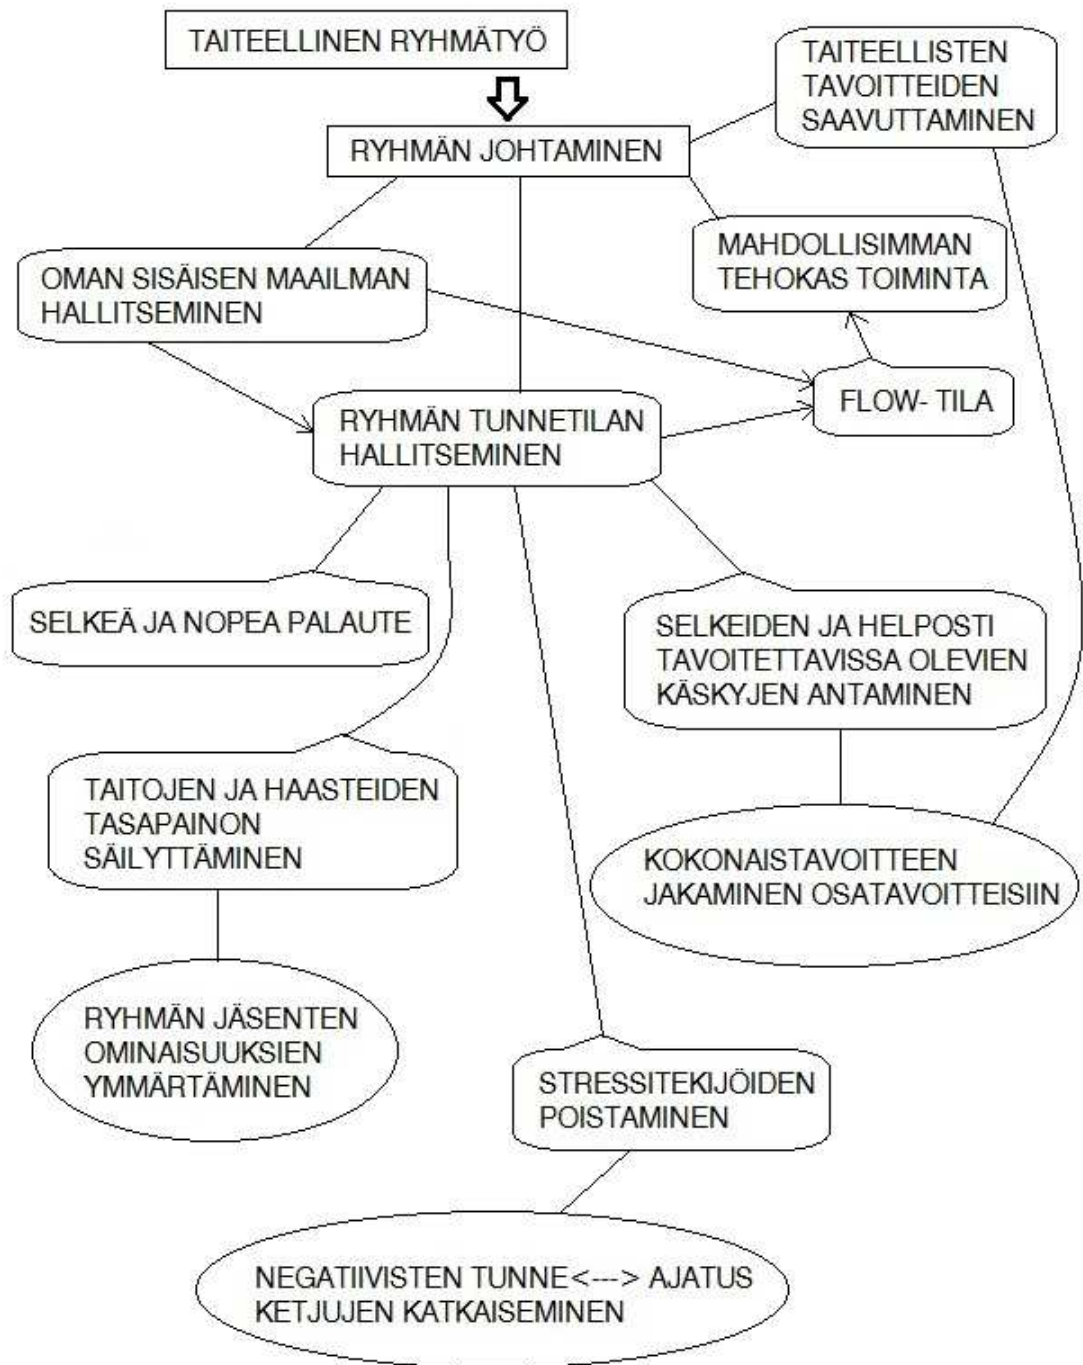 TAITEELLINEN RYHMÄTYÖ
TAITEELLISTEN
TAVOITTEIDEN
SAAVUTTAMINEN
RYHMÄN JOHTAMINEN
MAHDOLLISIMMAN
TEHOKAS TOIMINTA
OMAN SISÄISEN MAAILMAN
HALLITSEMINEN
FLOW- TILA
RYHMÄN TUNNETILAN
HALLITSEMINEN
SELKEÄ JA NOPEA PALAUTE
SELKEIDEN JA HELPOSTI
TAVOITETTAVISSA OLEVIEN
KÄSKYJEN ANTAMINEN
TAITOJEN JA HAASTEIDEN
TASAPAINON
SÄILYTTÄMINEN
KOKONAISTAVOITTEEN
JAKAMINEN OSATAVOITTEISIIN
RYHMÄN JÄSENTEN
OMINAISUUKSIEN
YMMÄRTÄMINEN
STRESSITEKIJÖIDEN
POISTAMINEN
NEGATIIVISTEN TUNNE<---> AJATUS
KETJUJEN KATKAISEMINEN